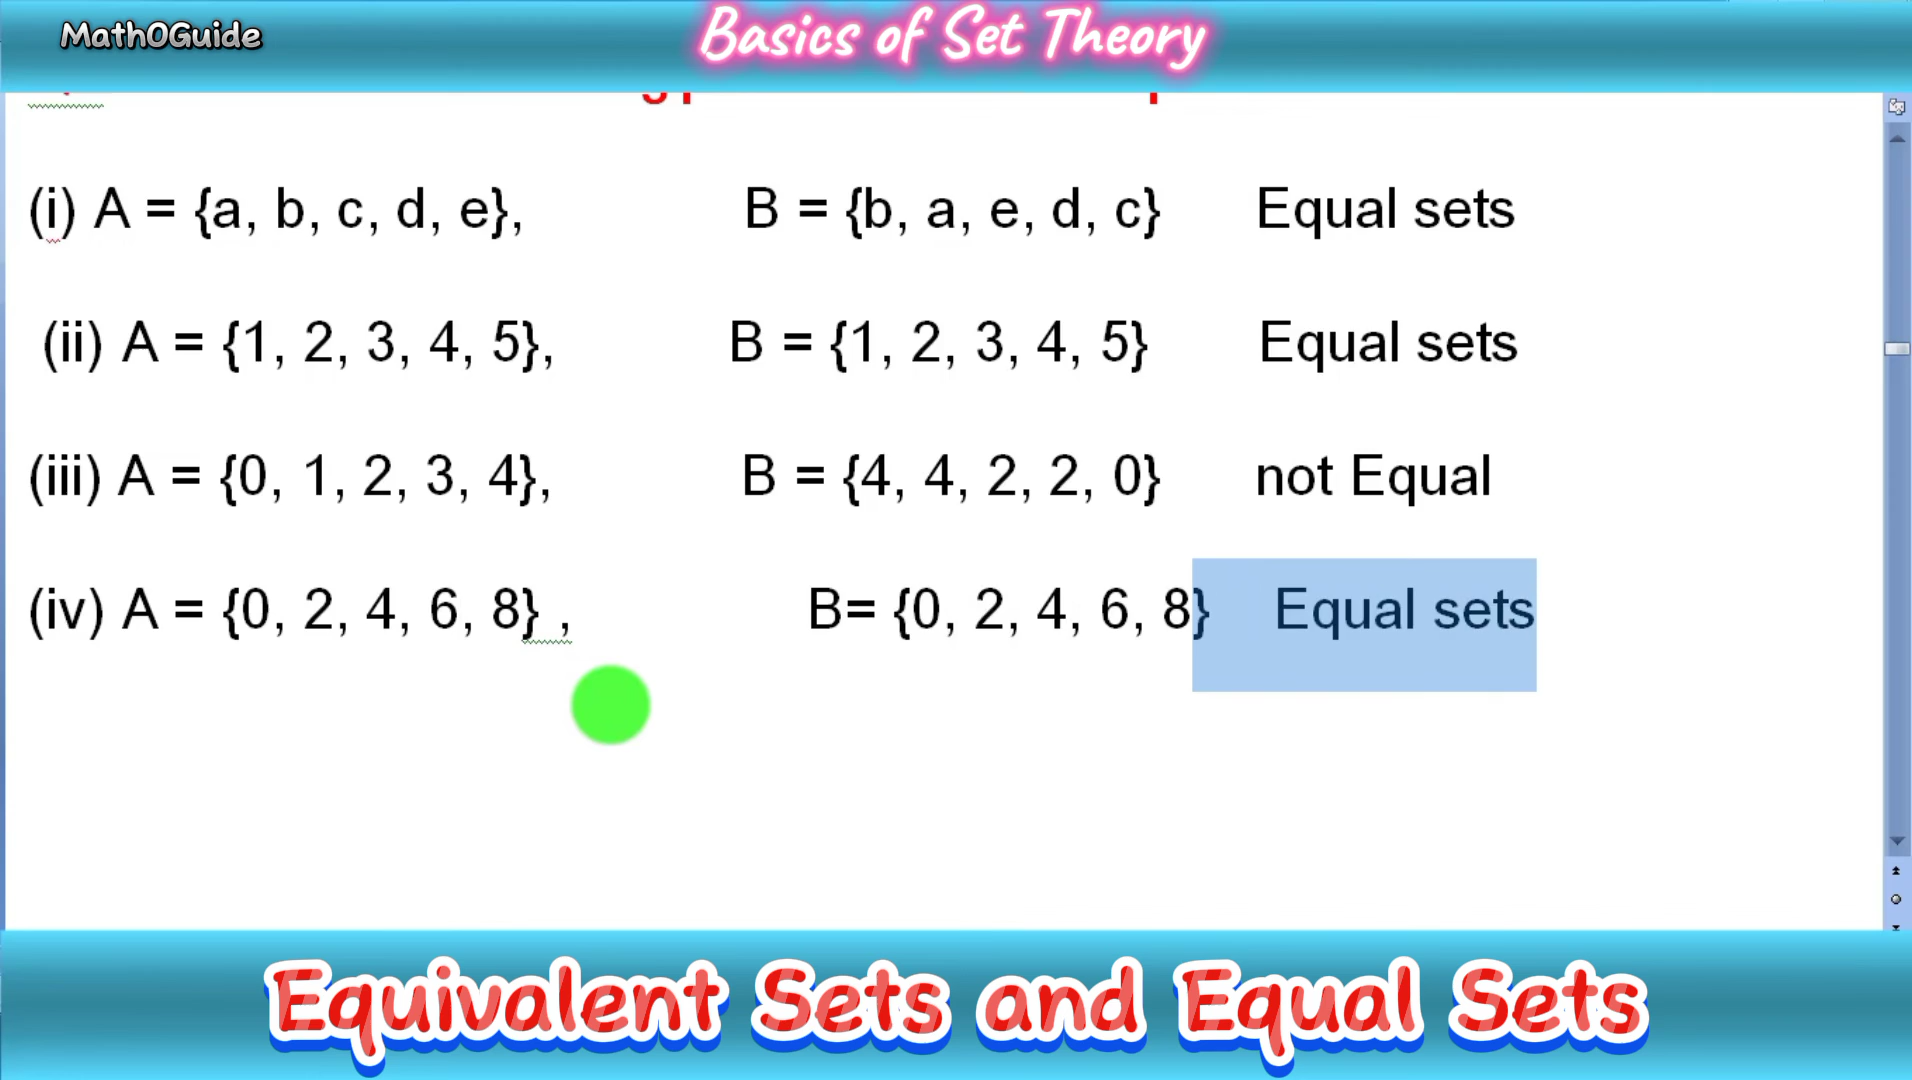 MathOGuide
Basics of Set Theory
(i) A = {a, b, c, d, e}, B = {b, a, e, d, c} Equal sets
(ii) A = {1, 2, 3, 4, 5}, B = {1, 2, 3, 4, 5} Equal sets
(iii) A = {0, 1, 2, 3, 4}, B = {4, 4, 2, 2, 0} not Equal
(iv) A = {0, 2, 4, 6, 8} , B= {0, 2, 4, 6, 8} Equal sets
Equivalent Sets and Equal Sets